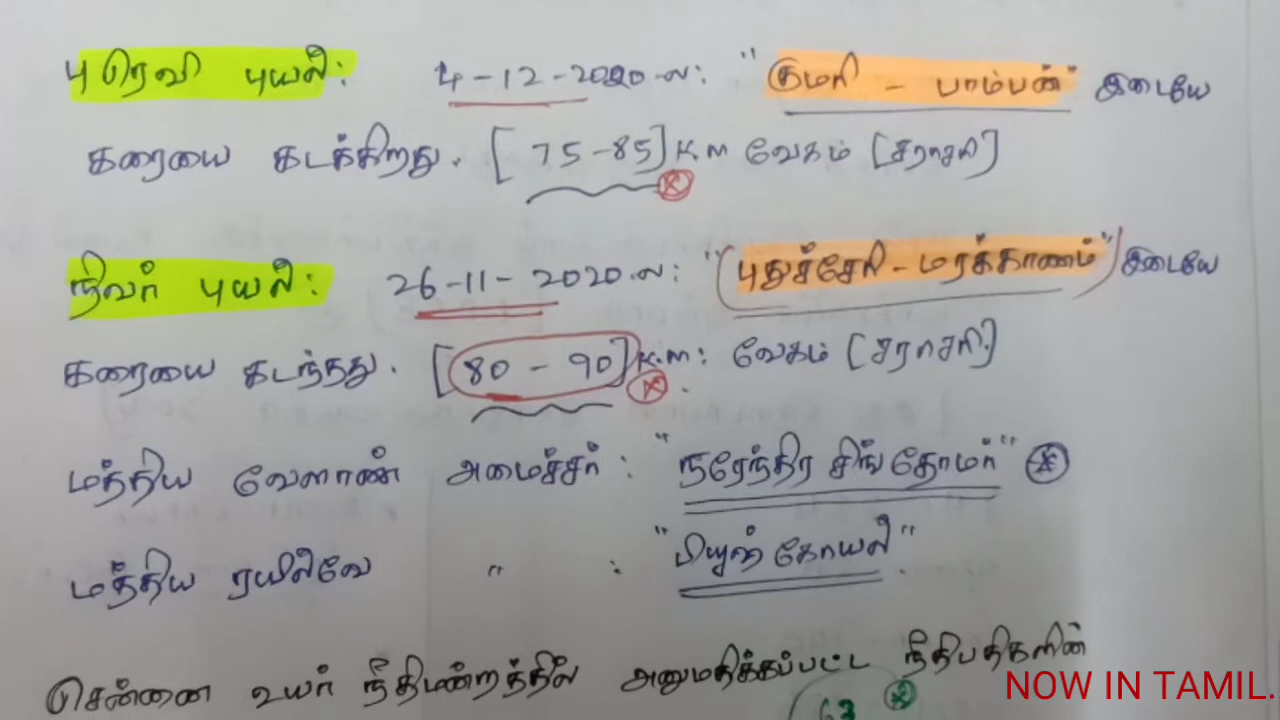 புரெவி புயல்: 4-12-2020.ல: "குமரி - பாம்பன்" இடையே
கரையை கடக்கிறது. [75-85] K.m வேகம் [சராசரி]
நிவர் புயல்: 26-11-2020.ல: "(புதுச்சேரி-மரக்காணம்") இடையே
கரையை கடந்தது. [80-90] K.m: வேகம் [சராசரி.]
மத்திய வேளாண் அமைச்சர்: "நரேந்திர சிங் தோமர்"
மத்திய ரயில்வே " : "பியூஷ் கோயல்".
சென்னை உயர் நீதிமன்றத்தில் அனுமதிக்கப்பட்ட நீதிபதிகளின்
63
NOW IN TAMIL.